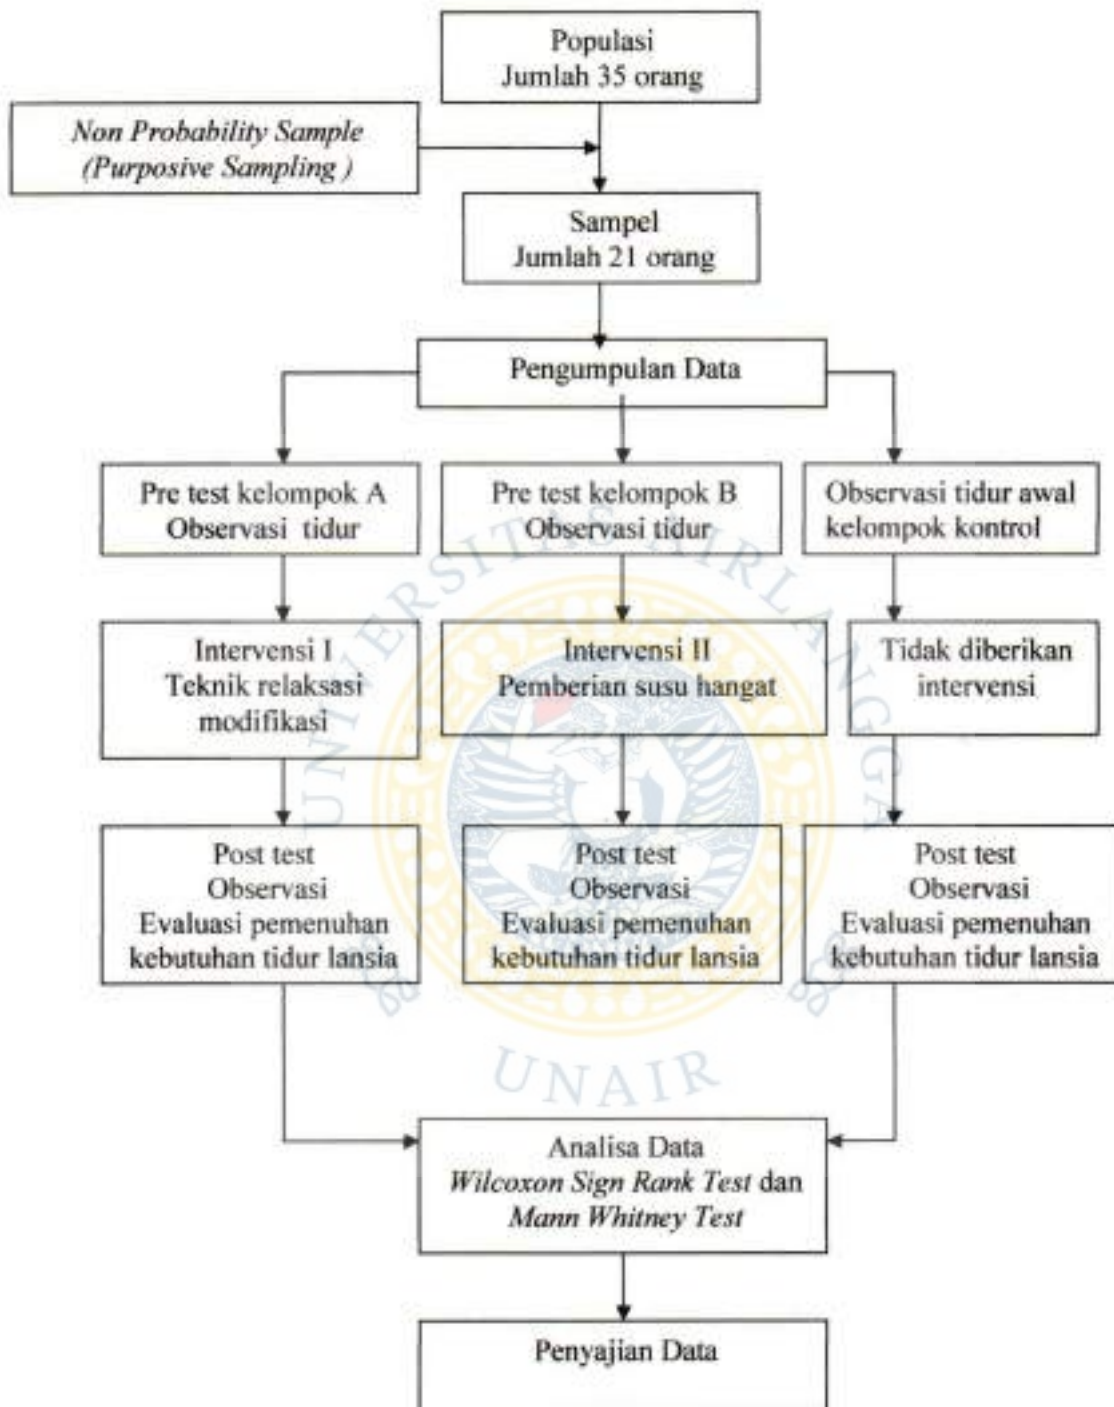 Populasi
Jumlah 35 orang
Non Probability Sample
(Purposive Sampling )
Sampel
Jumlah 21 orang
Pengumpulan Data
Pre test kelompok A
Observasi tidur
Pre test kelompok B
Observasi tidur
Observasi tidur awal
kelompok kontrol
Intervensi I
Teknik relaksasi
modifikasi
Intervensi II
Pemberian susu hangat
Tidak diberikan
intervensi
Post test
Observasi
Evaluasi pemenuhan
kebutuhan tidur lansia
Post test
Observasi
Evaluasi pemenuhan
kebutuhan tidur lansia
Post test
Observasi
Evaluasi pemenuhan
kebutuhan tidur lansia
Analisa Data
Wilcoxon Sign Rank Test dan
Mann Whitney Test
Penyajian Data
UNIVERSITAS AIRLANGGA
UNAIR